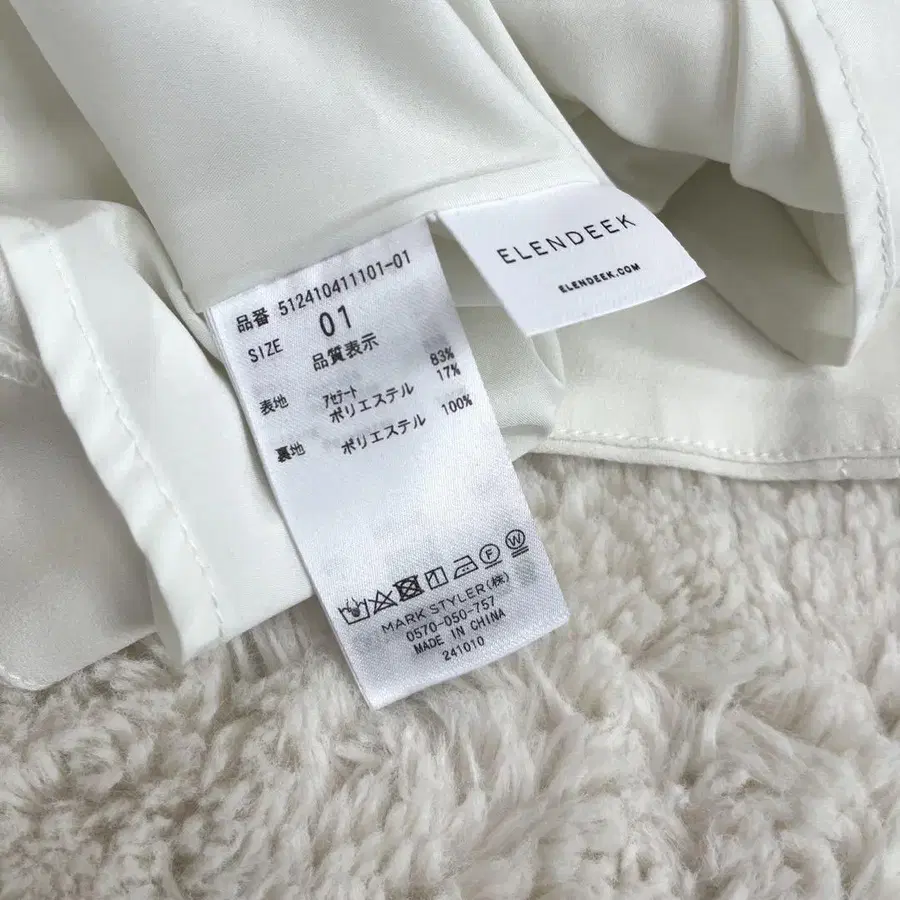 ELENDEEK
ELENDEEK.COM
品番 512410411101-01
SIZE 01
品質表示
表地 ｱｾﾃｰﾄ 83%
ポリエステル 17%
裏地 ポリエステル 100%
F W
MARK STYLER(株)
0570-050-757
MADE IN CHINA
241010